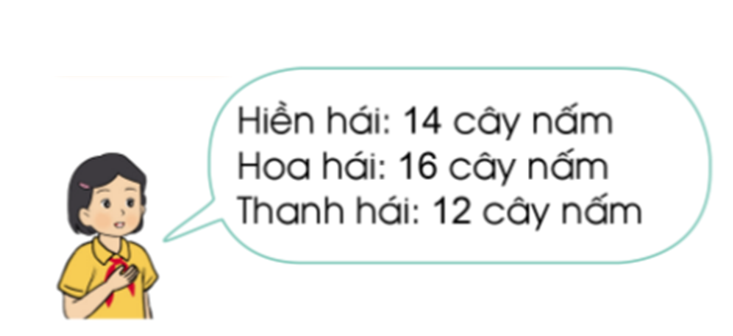 Hiền hái: 14 cây nấm
Hoa hái: 16 cây nấm
Thanh hái: 12 cây nấm